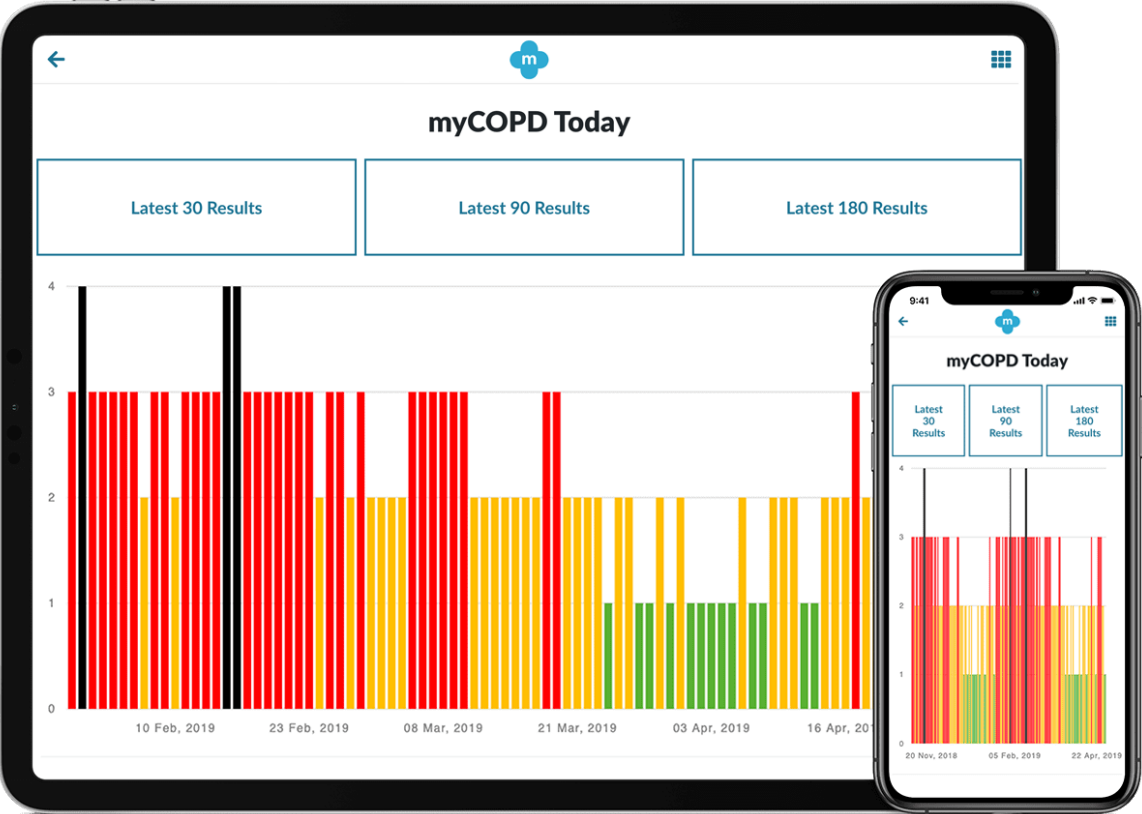 m
myCOPD Today
Latest 30 Results
Latest 90 Results
Latest 180 Results
4
3
2
1
0
10 Feb, 2019
23 Feb, 2019
08 Mar, 2019
21 Mar, 2019
03 Apr, 2019
16 Apr, 201
9:41
m
myCOPD Today
Latest
30
Results
Latest
90
Results
Latest
180
Results
4
3
2
1
0
20 Nov, 2018
05 Feb, 2019
22 Apr, 2019